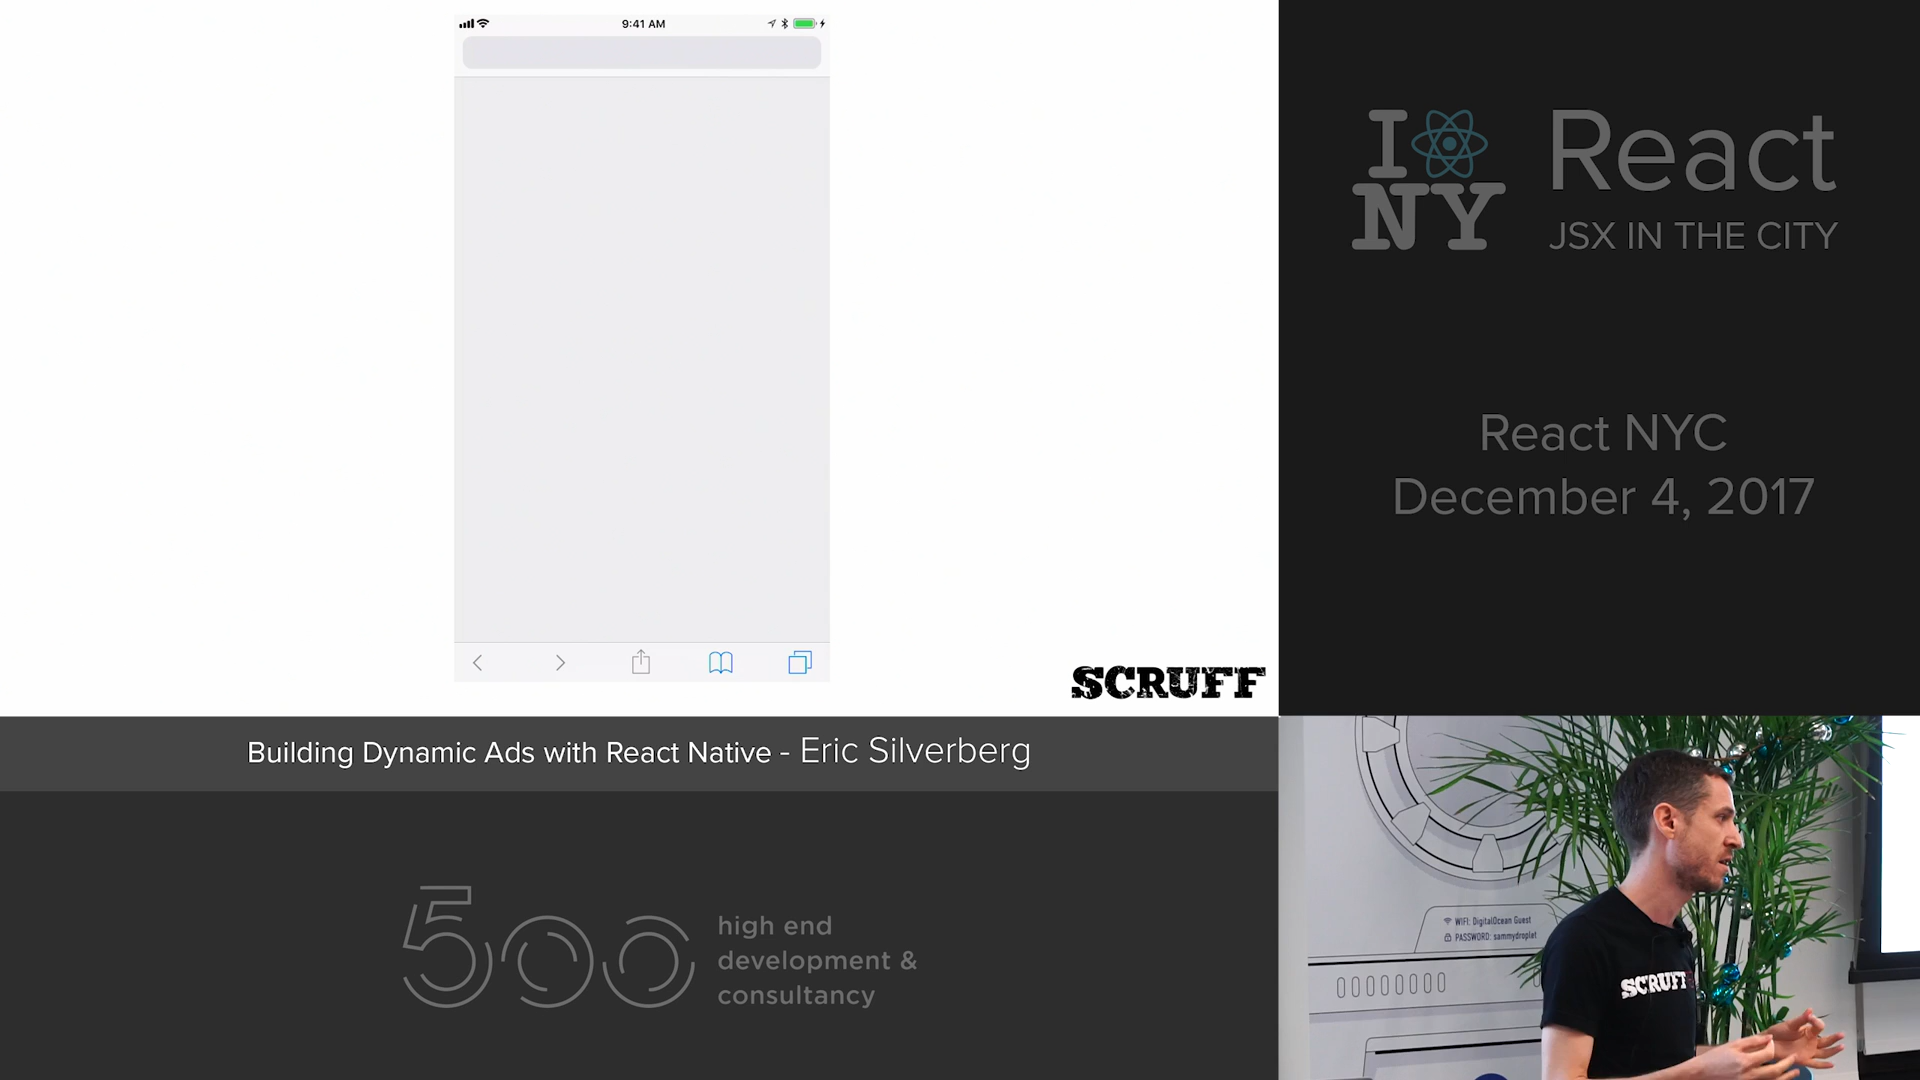 9:41 AM
SCRUFF
I NY
React
JSX IN THE CITY
React NYC
December 4, 2017
Building Dynamic Ads with React Native - Eric Silverberg
500
high end
development &
consultancy
WIFI: DigitalOcean Guest
PASSWORD: sammydroplet
SCRUFF